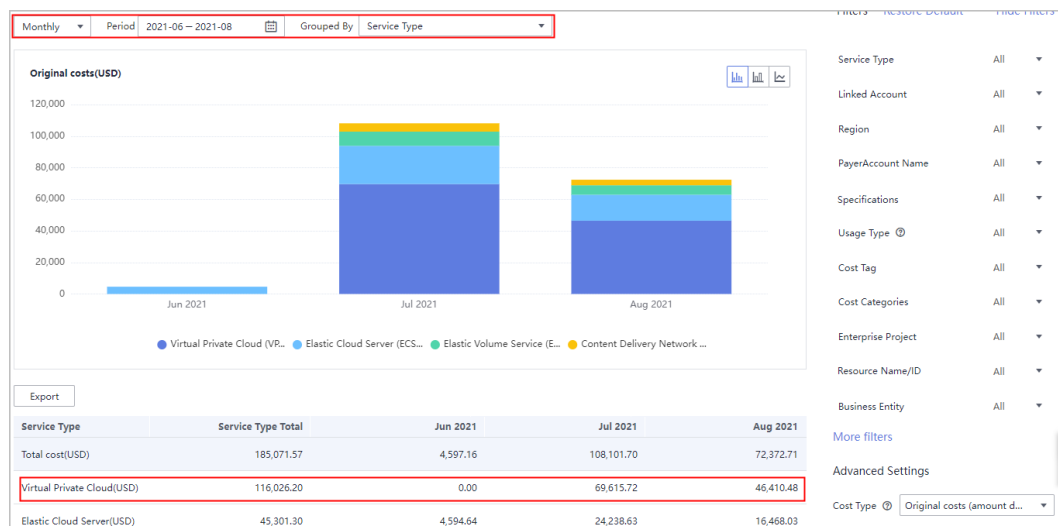 Monthly Period 2021-06 – 2021-08 Grouped By Service Type
Original costs(USD)
120,000
100,000
80,000
60,000
40,000
20,000
0
Jun 2021 Jul 2021 Aug 2021
Virtual Private Cloud (VP... Elastic Cloud Server (ECS... Elastic Volume Service (E... Content Delivery Network ...
Export
Service Type Service Type Total Jun 2021 Jul 2021 Aug 2021
Total cost(USD) 185,071.57 4,597.16 108,101.70 72,372.71
Virtual Private Cloud(USD) 116,026.20 0.00 69,615.72 46,410.48
Elastic Cloud Server(USD) 45,301.30 4,594.64 24,238.63 16,468.03
Filters Restore Default Hide Filters
Service Type All
Linked Account All
Region All
PayerAccount Name All
Specifications All
Usage Type ? All
Cost Tag All
Cost Categories All
Enterprise Project All
Resource Name/ID All
Business Entity All
More filters
Advanced Settings
Cost Type ? Original costs (amount d...